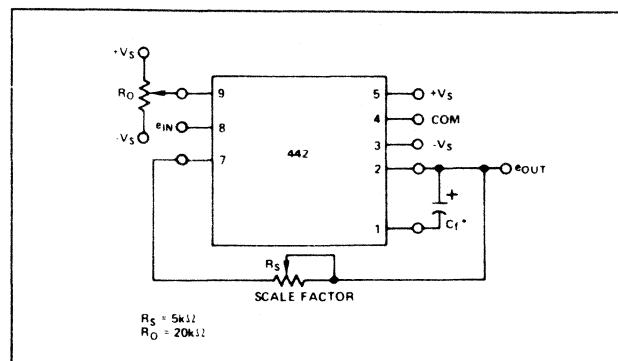 +VS
RO
-VS
eIN
9
8
7
442
5
4
3
2
1
+VS
COM
-VS
eOUT
+
Cf*
RS
SCALE FACTOR
RS = 5kΩ
RO = 20kΩ